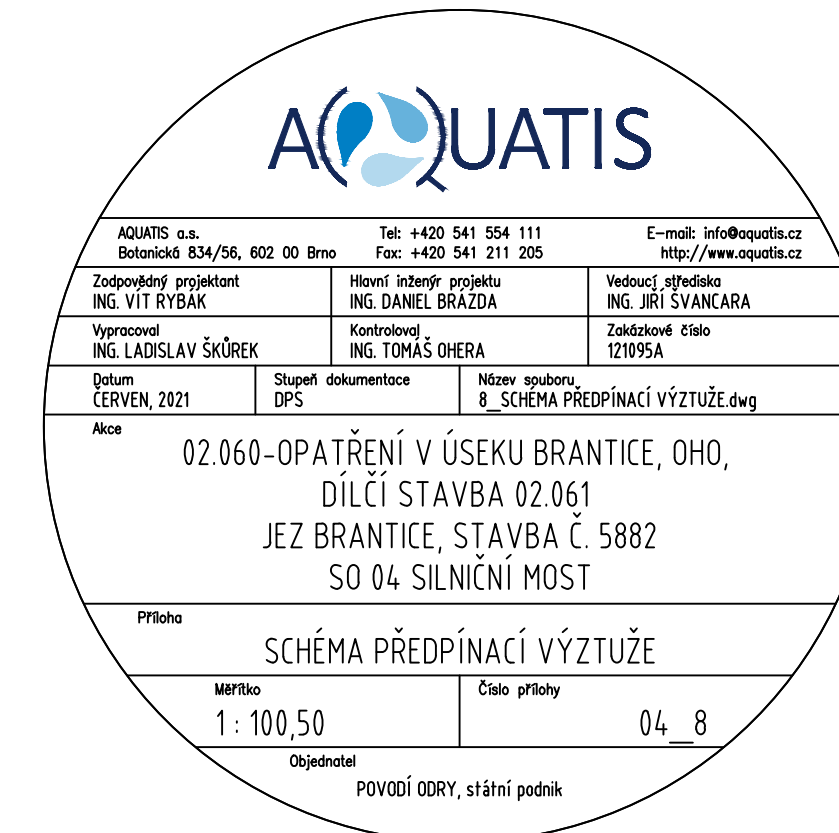 AQUATIS
AQUATIS a.s. Tel: +420 541 554 111 E-mail: info@aquatis.cz
Botanická 834/56, 602 00 Brno Fax: +420 541 211 205 http://www.aquatis.cz
Zodpovědný projektant Hlavní inženýr projektu Vedoucí střediska
ING. VÍT RYBÁK ING. DANIEL BRÁZDA ING. JIŘÍ ŠVANCARA
Vypracoval Kontroloval Zakázkové číslo
ING. LADISLAV ŠKŮREK ING. TOMÁŠ OHERA 121095A
Datum Stupeň dokumentace Název souboru
ČERVEN, 2021 DPS 8_SCHÉMA PŘEDPÍNACÍ VÝZTUŽE.dwg
Akce
02.060-OPATŘENÍ V ÚSEKU BRANTICE, OHO,
DÍLČÍ STAVBA 02.061
JEZ BRANTICE, STAVBA Č. 5882
SO 04 SILNIČNÍ MOST
Příloha
SCHÉMA PŘEDPÍNACÍ VÝZTUŽE
Měřítko Číslo přílohy
1 : 100,50 04_8
Objednatel
POVODÍ ODRY, státní podnik